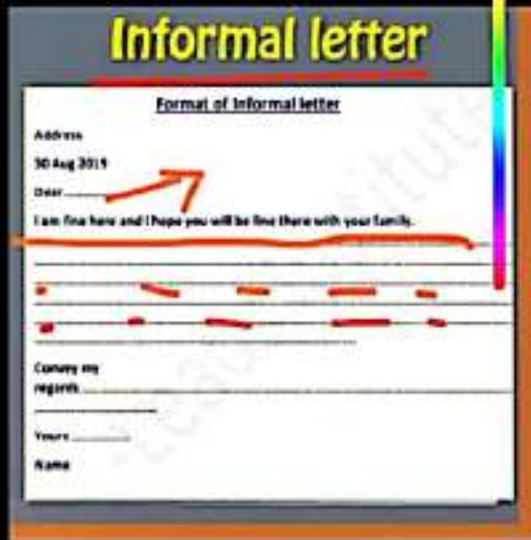 Informal letter
Format of Informal letter
Address
30 Aug 2019
Dear ..........
I am fine here and I hope you will be fine there with your family.
Convey my
regards
Yours ..............
Name